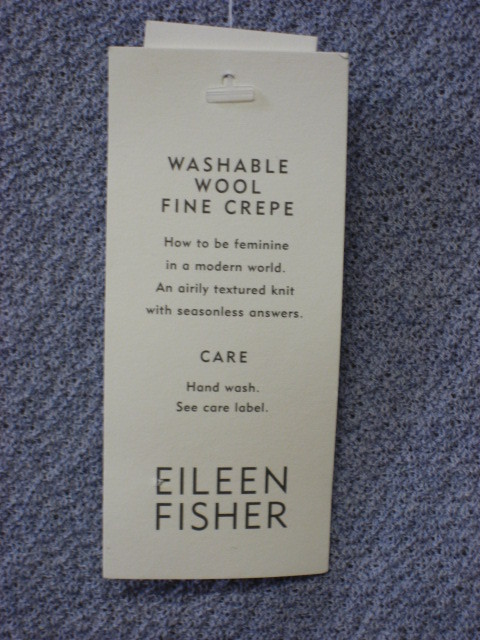 WASHABLE
WOOL
FINE CREPE
How to be feminine
in a modern world.
An airily textured knit
with seasonless answers.
CARE
Hand wash.
See care label.
EILEEN
FISHER